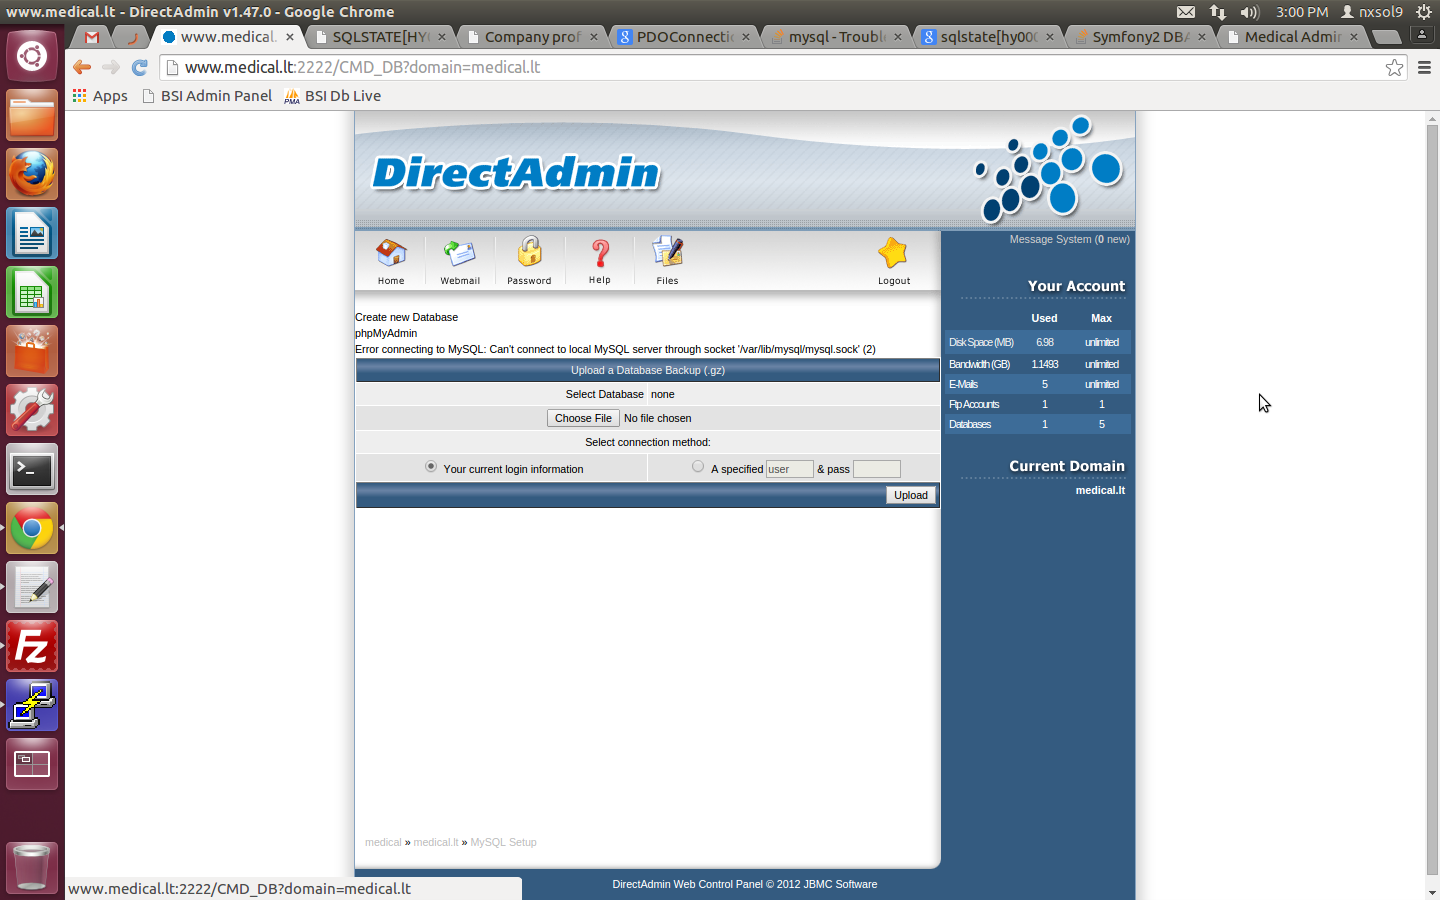 www.medical.lt - DirectAdmin v1.47.0 - Google Chrome
3:00 PM
nxsol9
www.medical.
SQLSTATE[HY
Company prof
PDOConnecti
mysql - Troubl
sqlstate[hy000
Symfony2 DBA
Medical Admin
www.medical.lt:2222/CMD_DB?domain=medical.lt
Apps
BSI Admin Panel
PMA
BSI Db Live
DirectAdmin
Home
Webmail
Password
Help
Files
Logout
Message System (0 new)
Create new Database
phpMyAdmin
Error connecting to MySQL: Can't connect to local MySQL server through socket '/var/lib/mysql/mysql.sock' (2)
Upload a Database Backup (.gz)
Select Database none
Choose File No file chosen
Select connection method:
Your current login information
A specified user & pass
Upload
Your Account
Used Max
Disk Space (MB) 6.98 unlimited
Bandwidth (GB) 1.1493 unlimited
E-Mails 5 unlimited
Ftp Accounts 1 1
Databases 1 5
Current Domain
medical.lt
Fz
medical » medical.lt » MySQL Setup
www.medical.lt:2222/CMD_DB?domain=medical.lt
DirectAdmin Web Control Panel © 2012 JBMC Software